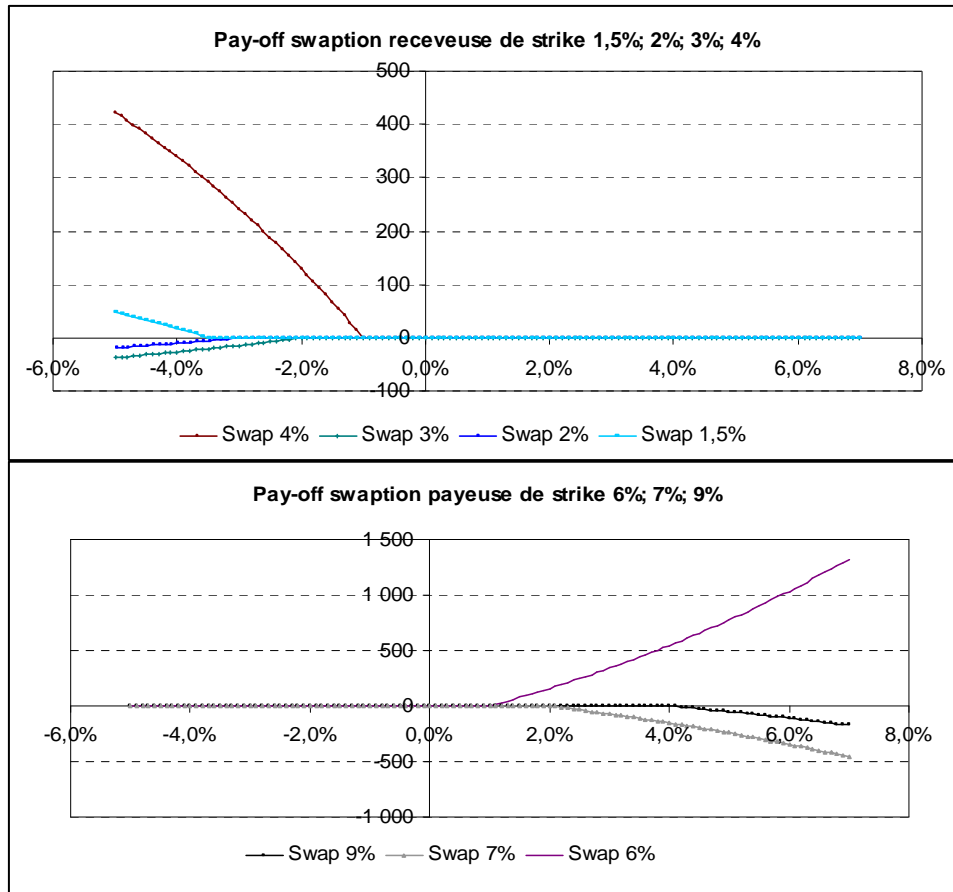 Pay-off swaption receveuse de strike 1,5%; 2%; 3%; 4%
500
400
300
200
100
0
-100
-6,0% -4,0% -2,0% 0,0% 2,0% 4,0% 6,0% 8,0%
Swap 4% Swap 3% Swap 2% Swap 1,5%
Pay-off swaption payeuse de strike 6%; 7%; 9%
1 500
1 000
500
0
-6,0% -4,0% -2,0% 0,0% 2,0% 4,0% 6,0% 8,0%
-500
-1 000
Swap 9% Swap 7% Swap 6%